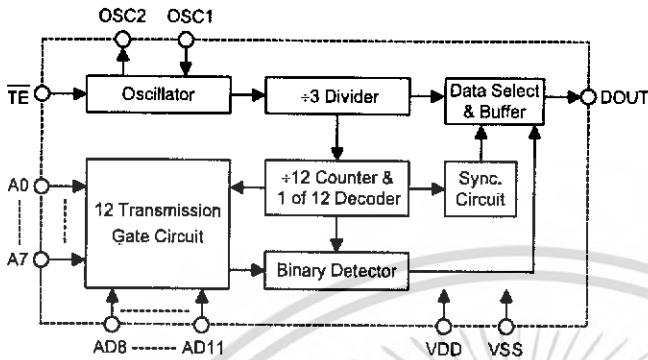 OSC2 OSC1
TE
Oscillator
÷3 Divider
Data Select
& Buffer
DOUT
A0
12 Transmission
Gate Circuit
÷12 Counter &
1 of 12 Decoder
Sync.
Circuit
A7
Binary Detector
AD8 AD11
VDD VSS